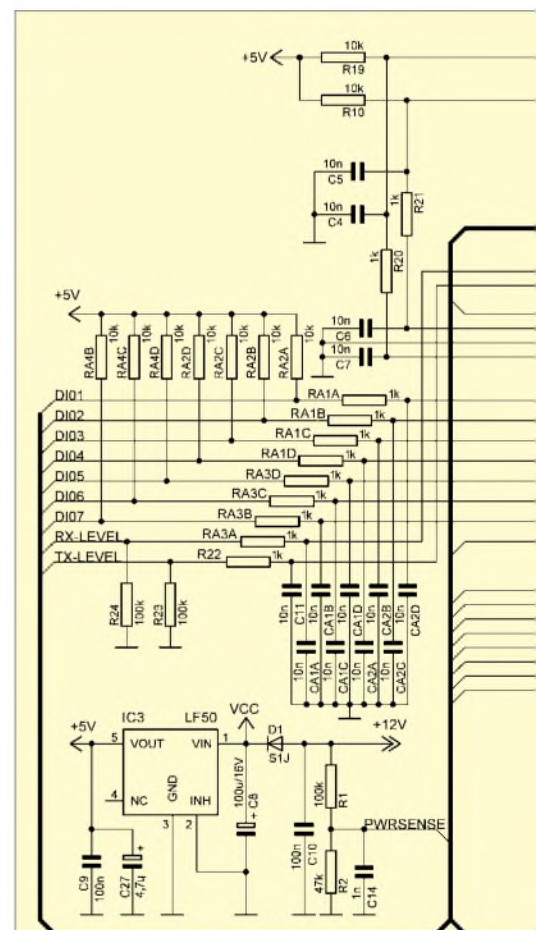 10k
+5V
R19
10k
R10
10n
C5
10n
C4
1k
R21
1k
R20
+5V
10n
C6
10n
C7
RA4B
10k
RA4C
10k
RA4D
10k
RA2D
10k
RA2C
10k
RA2B
10k
RA2A
10k
DI01
RA1A
1k
DI02
RA1B
1k
DI03
RA1C
1k
DI04
RA1D
1k
DI05
RA3D
1k
DI06
RA3C
1k
DI07
RA3B
1k
RX-LEVEL
RA3A
1k
TX-LEVEL
R22
1k
R24
100k
R23
100k
10n
C11
10n
CA1B
10n
CA1D
10n
CA2B
10n
CA2D
10n
CA1A
10n
CA1C
10n
CA2A
10n
CA2C
IC3
LF50
VCC
+5V
5
VOUT
VIN
1
D1
S1J
+12V
4
NC
GND
INH
3
2
100u/16V
+
C8
100k
R1
PWRSENSE
C9
100n
C27
4,7u
+
100n
C10
47k
R2
1n
C14